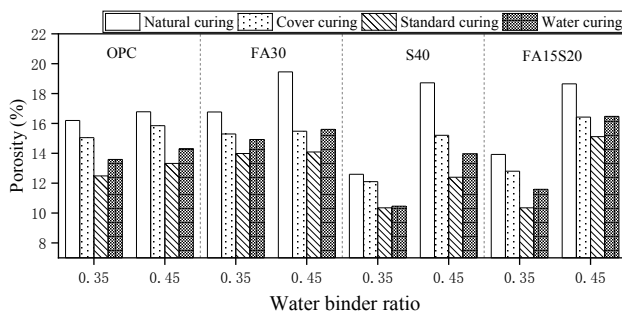 Natural curing Cover curing Standard curing Water curing
OPC FA30 S40 FA15S20
Porosity (%)
22
20
18
16
14
12
10
8
0.35 0.45 0.35 0.45 0.35 0.45 0.35 0.45
Water binder ratio